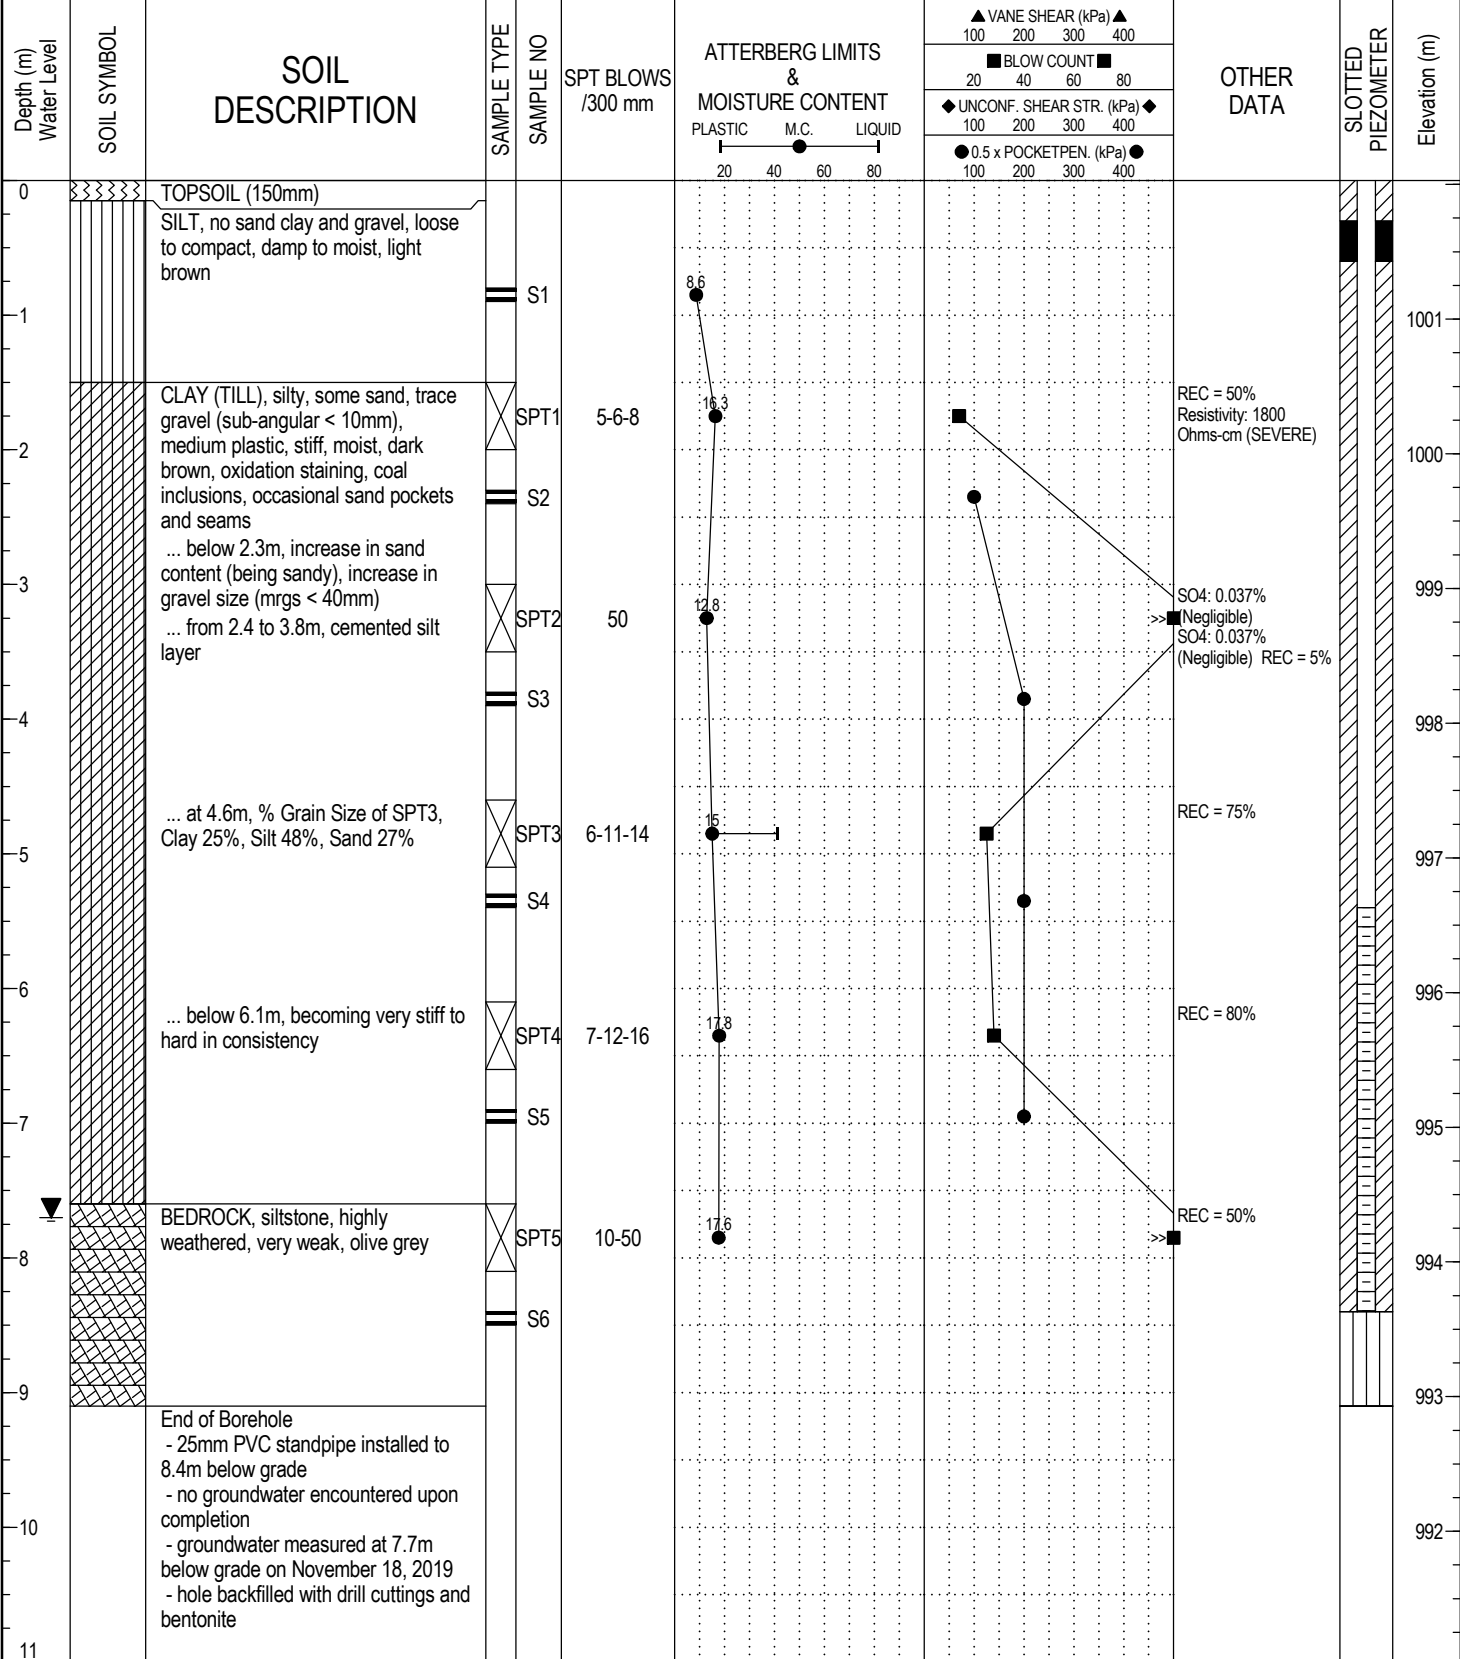 Depth (m)
Water Level
SOIL SYMBOL
SOIL
DESCRIPTION
SAMPLE TYPE
SAMPLE NO
SPT BLOWS
/300 mm
ATTERBERG LIMITS
&
MOISTURE CONTENT
PLASTIC M.C. LIQUID
20 40 60 80
▲ VANE SHEAR (kPa) ▲
100 200 300 400
■ BLOW COUNT ■
20 40 60 80
◆ UNCONF. SHEAR STR. (kPa) ◆
100 200 300 400
● 0.5 x POCKETPEN. (kPa) ●
100 200 300 400
OTHER
DATA
SLOTTED
PIEZOMETER
Elevation (m)
0
TOPSOIL (150mm)
SILT, no sand clay and gravel, loose
to compact, damp to moist, light
brown
S1
8.6
1
1001
CLAY (TILL), silty, some sand, trace
gravel (sub-angular < 10mm),
medium plastic, stiff, moist, dark
brown, oxidation staining, coal
inclusions, occasional sand pockets
and seams
SPT1
5-6-8
16.3
REC = 50%
Resistivity: 1800
Ohms-cm (SEVERE)
2
1000
S2
... below 2.3m, increase in sand
content (being sandy), increase in
gravel size (mrgs < 40mm)
... from 2.4 to 3.8m, cemented silt
layer
3
999
SPT2
50
12.8
>>
SO4: 0.037%
(Negligible)
SO4: 0.037%
(Negligible) REC = 5%
S3
4
998
... at 4.6m, % Grain Size of SPT3,
Clay 25%, Silt 48%, Sand 27%
SPT3
6-11-14
15
REC = 75%
5
997
S4
6
996
... below 6.1m, becoming very stiff to
hard in consistency
SPT4
7-12-16
17.8
REC = 80%
S5
7
995
BEDROCK, siltstone, highly
weathered, very weak, olive grey
SPT5
10-50
17.6
>>
REC = 50%
8
994
S6
9
993
End of Borehole
- 25mm PVC standpipe installed to
8.4m below grade
- no groundwater encountered upon
completion
- groundwater measured at 7.7m
below grade on November 18, 2019
- hole backfilled with drill cuttings and
bentonite
10
992
11